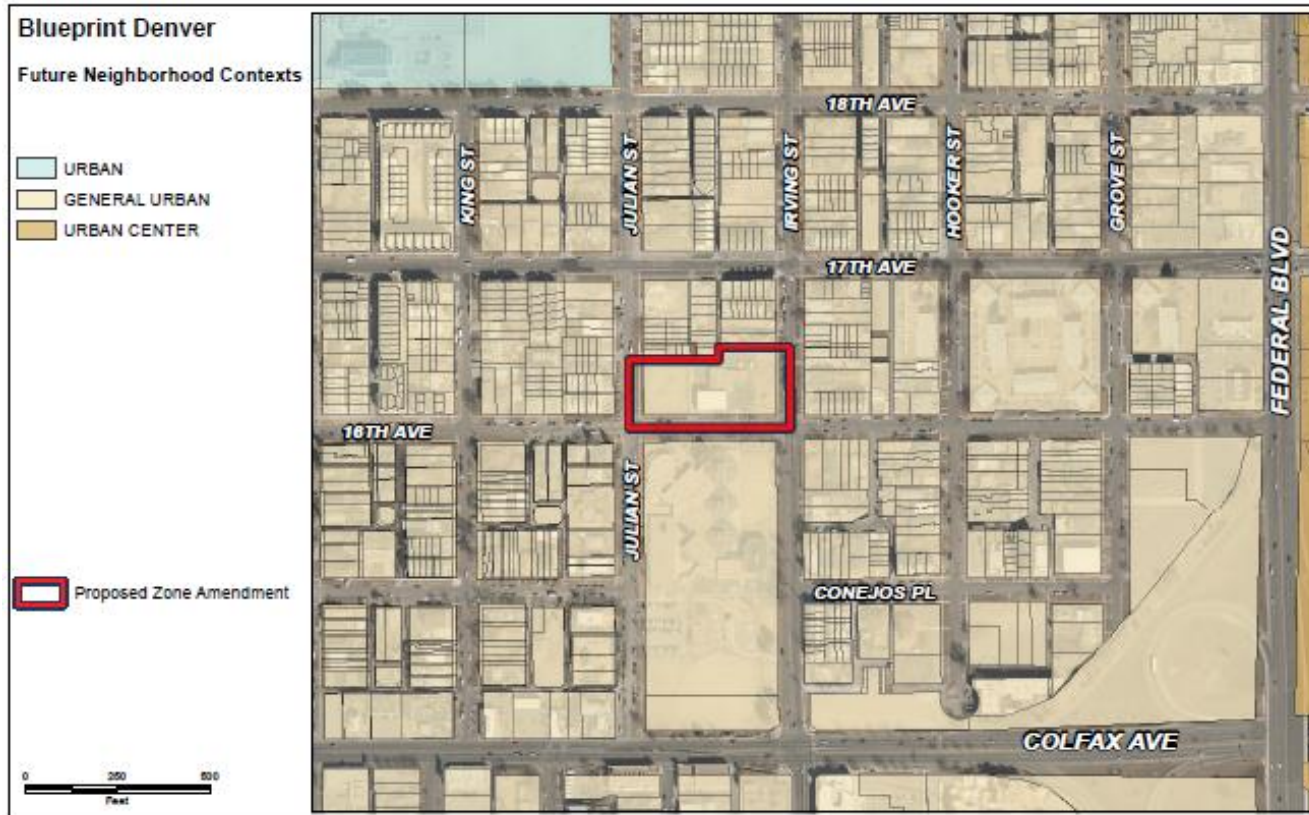 Blueprint Denver
Future Neighborhood Contexts
URBAN
GENERAL URBAN
URBAN CENTER
Proposed Zone Amendment
0 250 500
Feet
18TH AVE
KING ST
JULIAN ST
IRVING ST
HOOKER ST
GROVE ST
17TH AVE
FEDERAL BLVD
16TH AVE
JULIAN ST
CONEJOS PL
COLFAX AVE